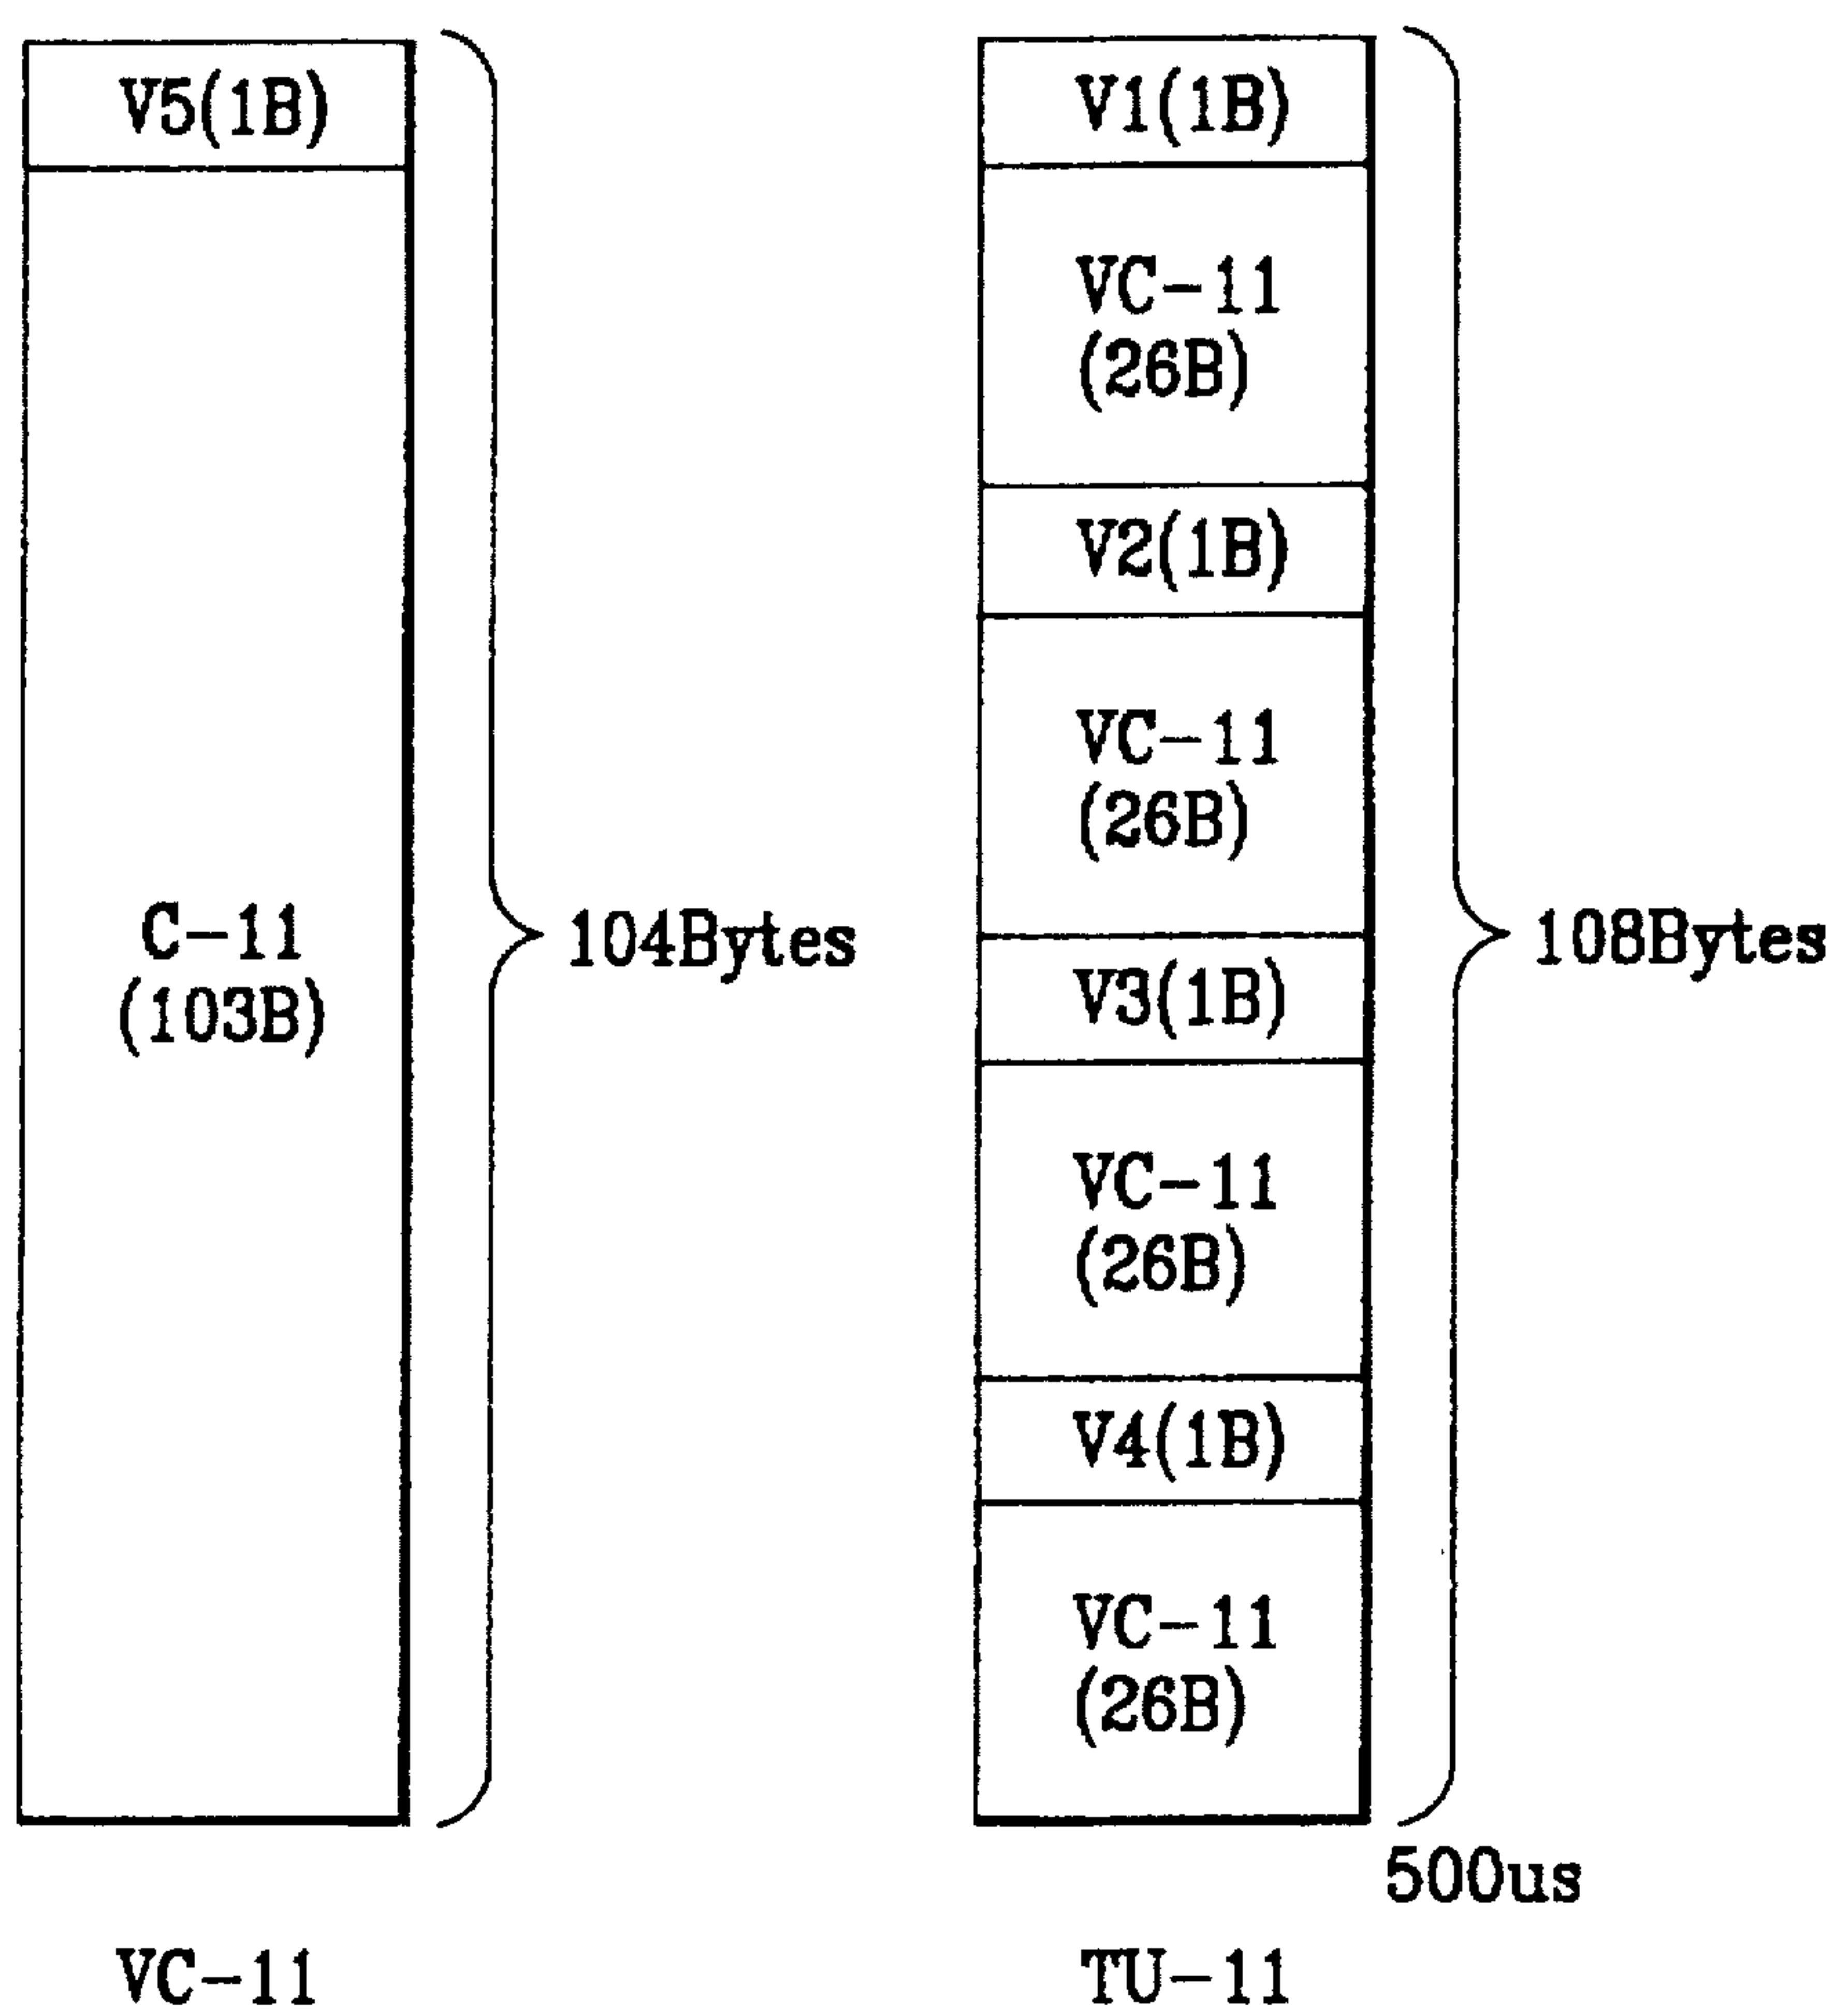 V5(1B)
C-11
(103B)
104Bytes
VC-11
V1(1B)
VC-11
(26B)
V2(1B)
VC-11
(26B)
V3(1B)
VC-11
(26B)
V4(1B)
VC-11
(26B)
108Bytes
500us
TU-11